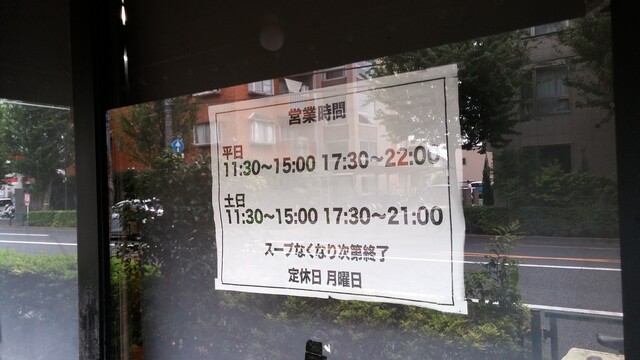 営業時間
平日
11:30～15:00 17:30～22:00
土日
11:30～15:00 17:30～21:00
スープなくなり次第終了
定休日 月曜日